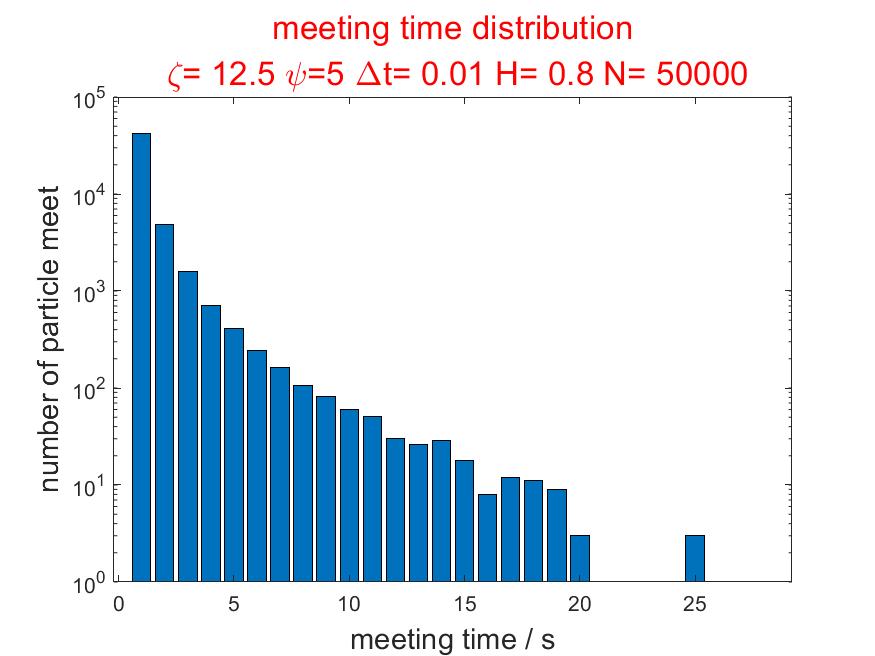 meeting time distribution
ζ= 12.5 ψ=5 Δt= 0.01 H= 0.8 N= 50000
number of particle meet
10^5
10^4
10^3
10^2
10^1
10^0
0 5 10 15 20 25
meeting time / s